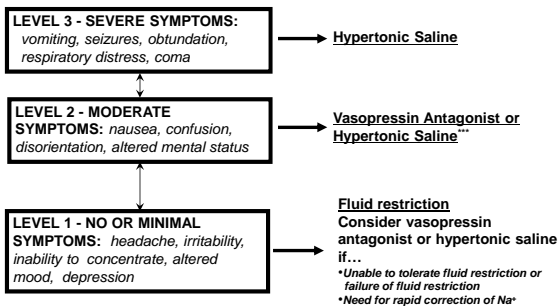 LEVEL 3 - SEVERE SYMPTOMS:
vomiting, seizures, obtundation,
respiratory distress, coma
Hypertonic Saline
LEVEL 2 - MODERATE
SYMPTOMS: nausea, confusion,
disorientation, altered mental status
Vasopressin Antagonist or
Hypertonic Saline***
LEVEL 1 - NO OR MINIMAL
SYMPTOMS: headache, irritability,
inability to concentrate, altered
mood, depression
Fluid restriction
Consider vasopressin
antagonist or hypertonic saline
if…
•Unable to tolerate fluid restriction or
failure of fluid restriction
•Need for rapid correction of Na⁺